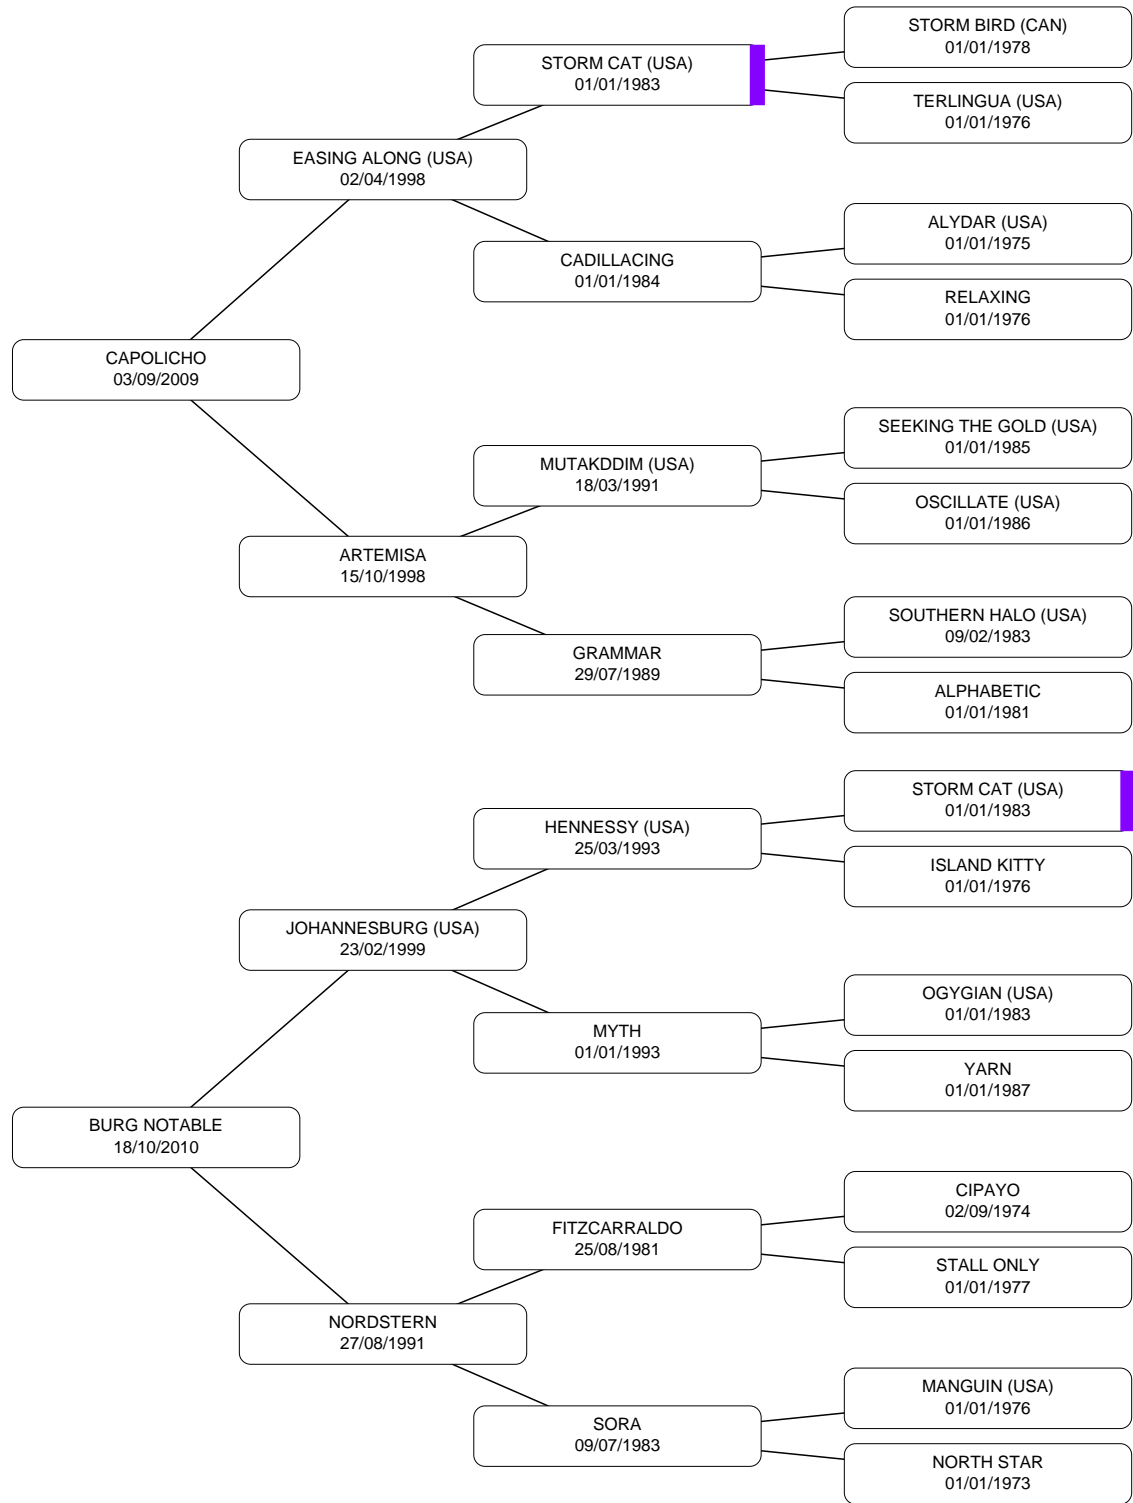 STORM BIRD (CAN)
01/01/1978
STORM CAT (USA)
01/01/1983
TERLINGUA (USA)
01/01/1976
EASING ALONG (USA)
02/04/1998
ALYDAR (USA)
01/01/1975
CADILLACING
01/01/1984
RELAXING
01/01/1976
CAPOLICHO
03/09/2009
SEEKING THE GOLD (USA)
01/01/1985
MUTAKDDIM (USA)
18/03/1991
OSCILLATE (USA)
01/01/1986
ARTEMISA
15/10/1998
SOUTHERN HALO (USA)
09/02/1983
GRAMMAR
29/07/1989
ALPHABETIC
01/01/1981
STORM CAT (USA)
01/01/1983
HENNESSY (USA)
25/03/1993
ISLAND KITTY
01/01/1976
JOHANNESBURG (USA)
23/02/1999
OGYGIAN (USA)
01/01/1983
MYTH
01/01/1993
YARN
01/01/1987
BURG NOTABLE
18/10/2010
CIPAYO
02/09/1974
FITZCARRALDO
25/08/1981
STALL ONLY
01/01/1977
NORDSTERN
27/08/1991
MANGUIN (USA)
01/01/1976
SORA
09/07/1983
NORTH STAR
01/01/1973